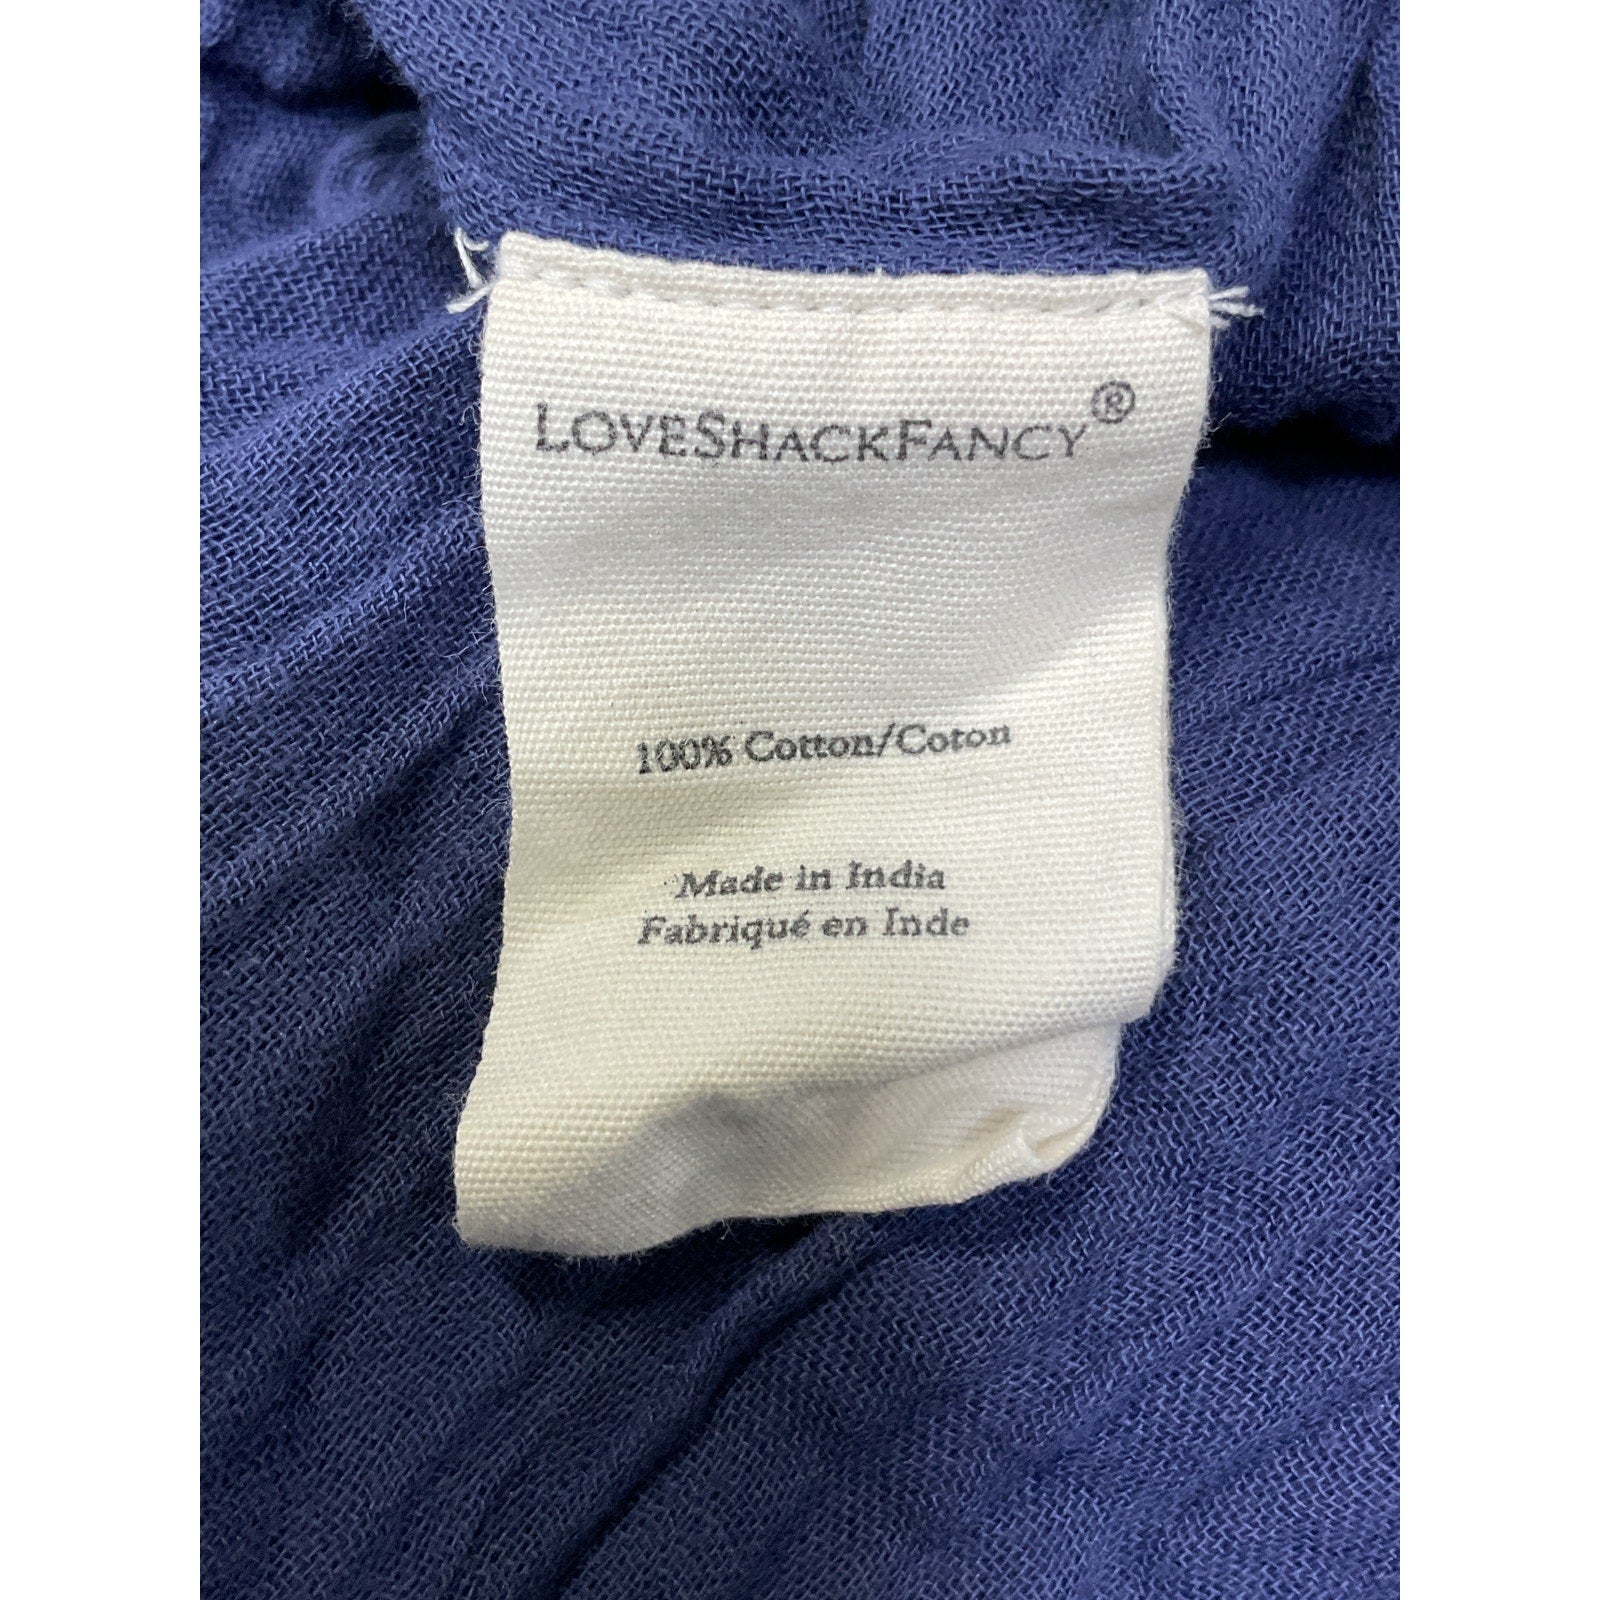 LOVESHACKFANCY®
100% Cotton/Coton
Made in India
Fabriqué en Inde